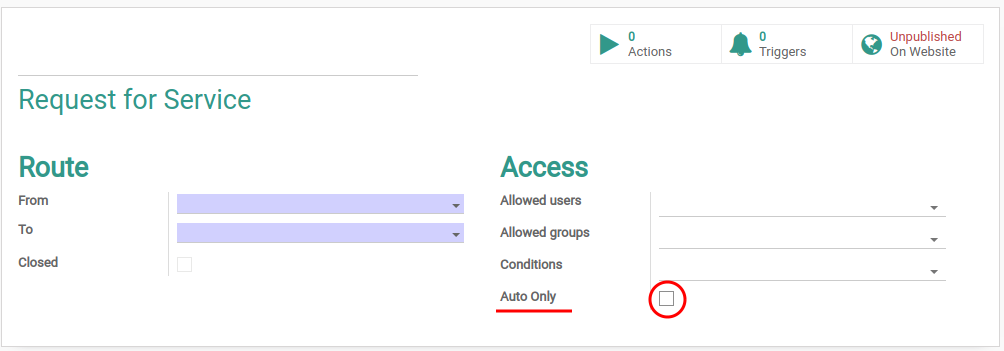 0
Actions
0
Triggers
Unpublished
On Website
Request for Service
Route
From
To
Closed
Access
Allowed users
Allowed groups
Conditions
Auto Only